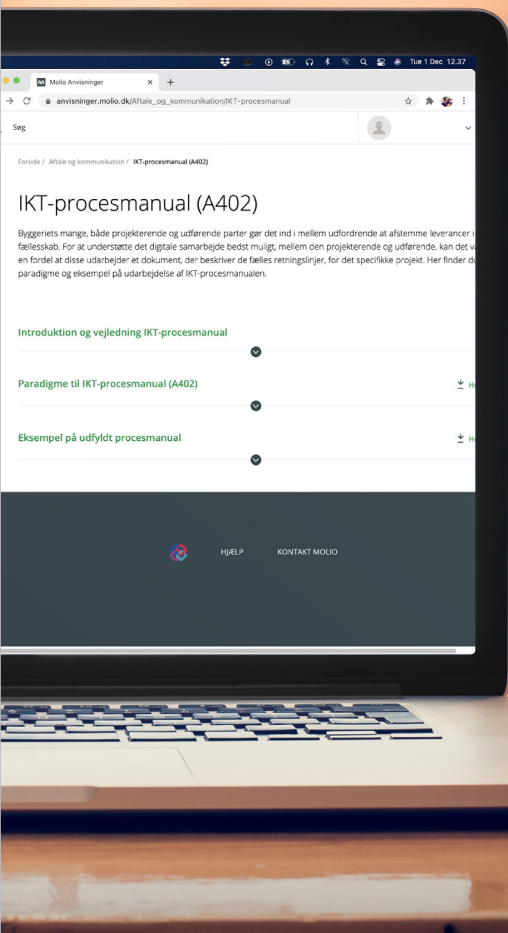 Tue 1 Dec 12.37
Molio Anvisninger
anvisninger.molio.dk/Aftale_og_kommunikation/IKT-procesmanual
Søg
Forside / Aftale og kommunikation / IKT-procesmanual (A402)
IKT-procesmanual (A402)
Byggeriets mange, både projekterende og udførende parter gør det ind i mellem udfordrende at afstemme leverancer i
fællesskab. For at understøtte det digitale samarbejde bedst muligt, mellem den projekterende og udførende, kan det
en fordel at disse udarbejder et dokument, der beskriver de fælles retningslinjer, for det specifikke projekt. Her finder
paradigme og eksempel på udarbejdelse af IKT-procesmanualen.
Introduktion og vejledning IKT-procesmanual
Paradigme til IKT-procesmanual (A402)
Eksempel på udfyldt procesmanual
HJÆLP KONTAKT MOLIO